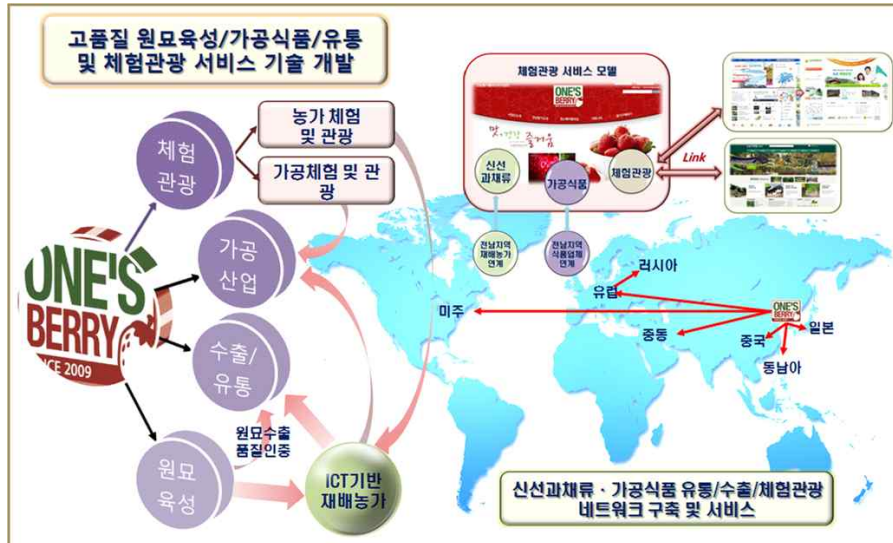 고품질 원묘육성/가공식품/유통
및 체험관광 서비스 기술 개발
체험
관광
농가 체험
및 관광
가공체험 및 관
광
가공
산업
ONE'S
BERRY
SINCE 2009
수출/
유통
원묘수출
품질인증
원묘
육성
ICT기반
재배농가
체험관광 서비스 모델
ONE'S
BERRY
맛, 건강
즐거움
신선
과채류
가공식품
체험관광
Link
전남지역
재배농가
연계
전남지역
식품업체
연계
러시아
유럽
미주
중동
ONE'S
BERRY
중국
일본
동남아
신선과채류 · 가공식품 유통/수출/체험관광
네트워크 구축 및 서비스